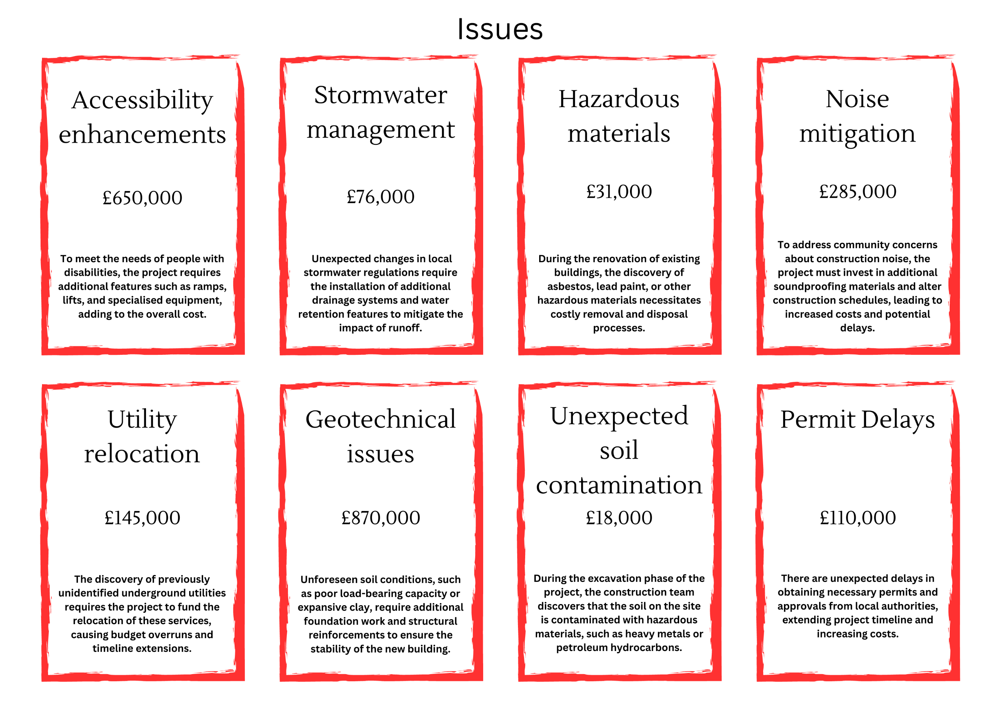 Issues
Accessibility
enhancements
£650,000
To meet the needs of people with
disabilities, the project requires
additional features such as ramps,
lifts, and specialised equipment,
adding to the overall cost.
Stormwater
management
£76,000
Unexpected changes in local
stormwater regulations require
the installation of additional
drainage systems and water
retention features to mitigate the
impact of runoff.
Hazardous
materials
£31,000
During the renovation of existing
buildings, the discovery of
asbestos, lead paint, or other
hazardous materials necessitates
costly removal and disposal
processes.
Noise
mitigation
£285,000
To address community concerns
about construction noise, the
project must invest in additional
soundproofing materials and alter
construction schedules, leading to
increased costs and potential
delays.
Utility
relocation
£145,000
The discovery of previously
unidentified underground utilities
requires the project to fund the
relocation of these services,
causing budget overruns and
timeline extensions.
Geotechnical
issues
£870,000
Unforeseen soil conditions, such
as poor load-bearing capacity or
expansive clay, require additional
foundation work and structural
reinforcements to ensure the
stability of the new building.
Unexpected
soil
contamination
£18,000
During the excavation phase of the
project, the construction team
discovers that the soil on the site
is contaminated with hazardous
materials, such as heavy metals or
petroleum hydrocarbons.
Permit Delays
£110,000
There are unexpected delays in
obtaining necessary permits and
approvals from local authorities,
extending project timeline and
increasing costs.